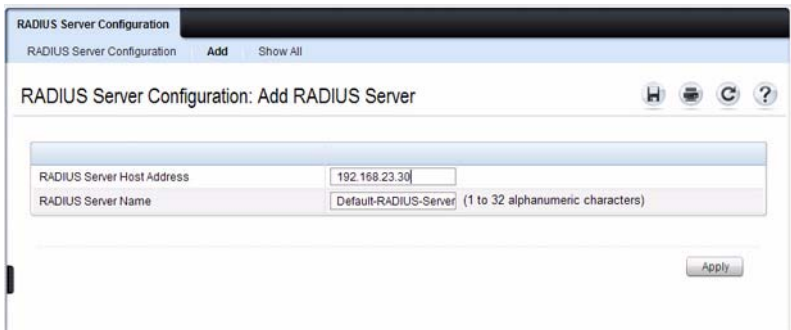 RADIUS Server Configuration
RADIUS Server Configuration Add Show All
RADIUS Server Configuration: Add RADIUS Server
RADIUS Server Host Address 192.168.23.30
RADIUS Server Name Default-RADIUS-Server (1 to 32 alphanumeric characters)
Apply